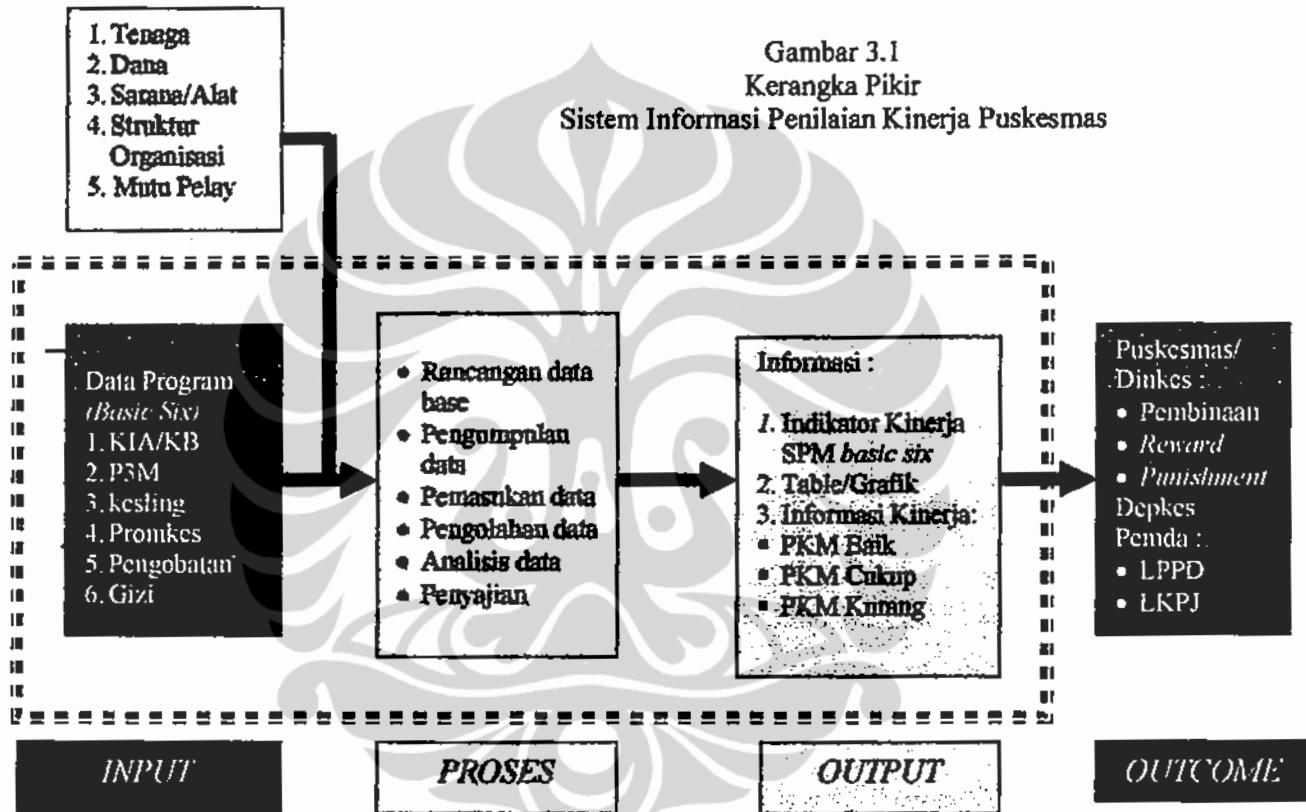 1. Tenaga
2. Dana
3. Sarana/Alat
4. Struktur
Organisasi
5. Mutu Pelay
Gambar 3.1
Kerangka Pikir
Sistem Informasi Penilaian Kinerja Puskesmas
Data Program
(Basic Six)
1. KIA/KB
2. P3M
3. kesling
4. Promkes
5. Pengobatan
6. Gizi
• Rancangan data
base
• Pengumpulan
data
• Pemasukan data
• Pengolahan data
• Analisis data
• Penyajian
Informasi :
1. Indikator Kinerja
SPM basic six
2. Table/Grafik
3. Informasi Kinerja:
▪ PKM Baik
▪ PKM Cukup
▪ PKM Kurang
Puskesmas/
Dinkes :
• Pembinaan
• Reward
• Punishment
Depkes
Pemda :
• LPPD
• LKPJ
INPUT
PROSES
OUTPUT
OUTCOME